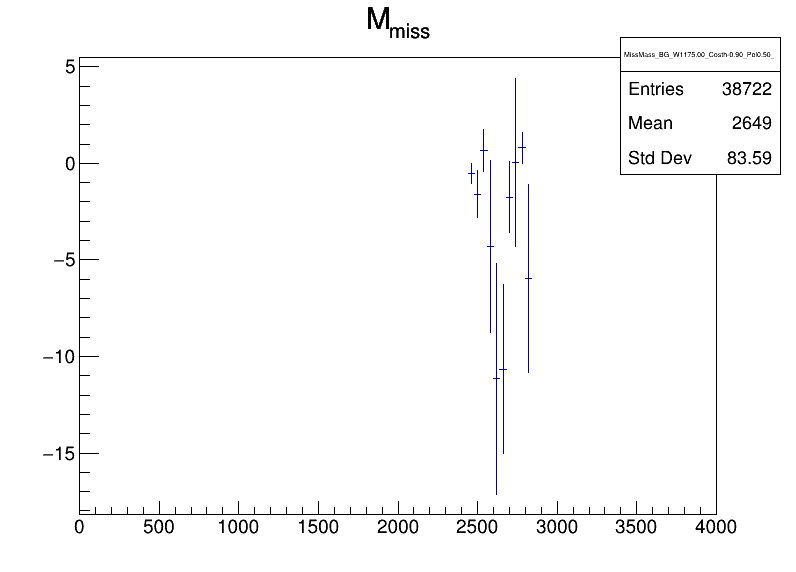 M_miss
MissMass_BG_W1175.00_Costh-0.90_Pol0.50_
Entries 38722
Mean 2649
Std Dev 83.59
5
0
−5
−10
−15
0 500 1000 1500 2000 2500 3000 3500 4000